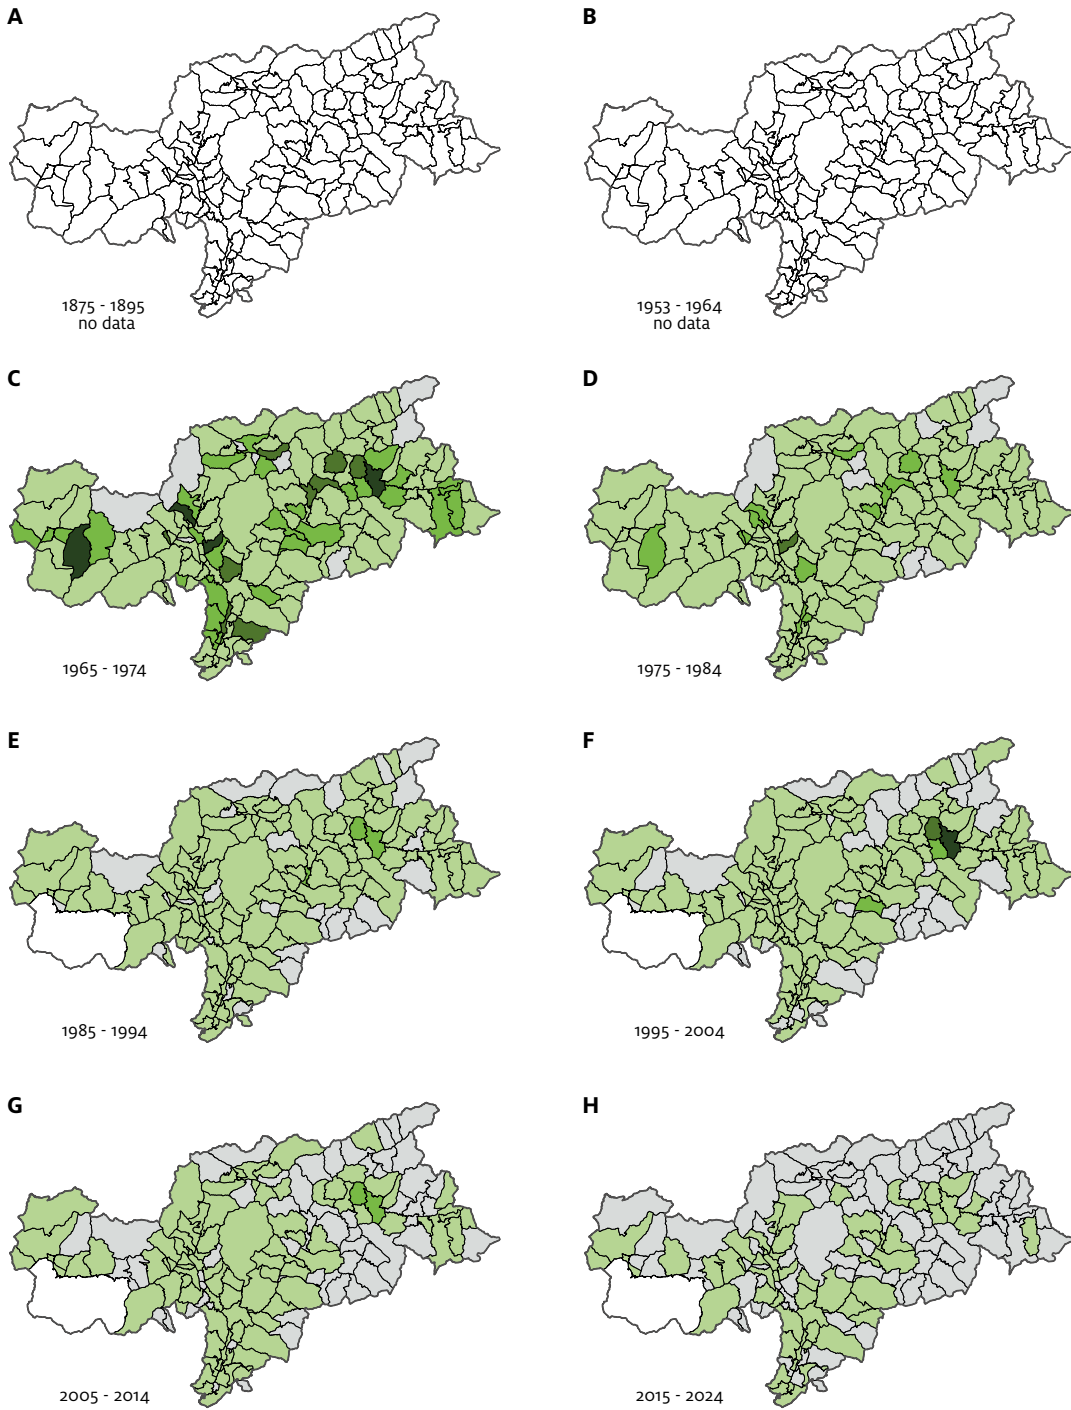 A
B
1875 - 1895
no data
1953 - 1964
no data
C
D
1965 - 1974
1975 - 1984
E
F
1985 - 1994
1995 - 2004
G
H
2005 - 2014
2015 - 2024